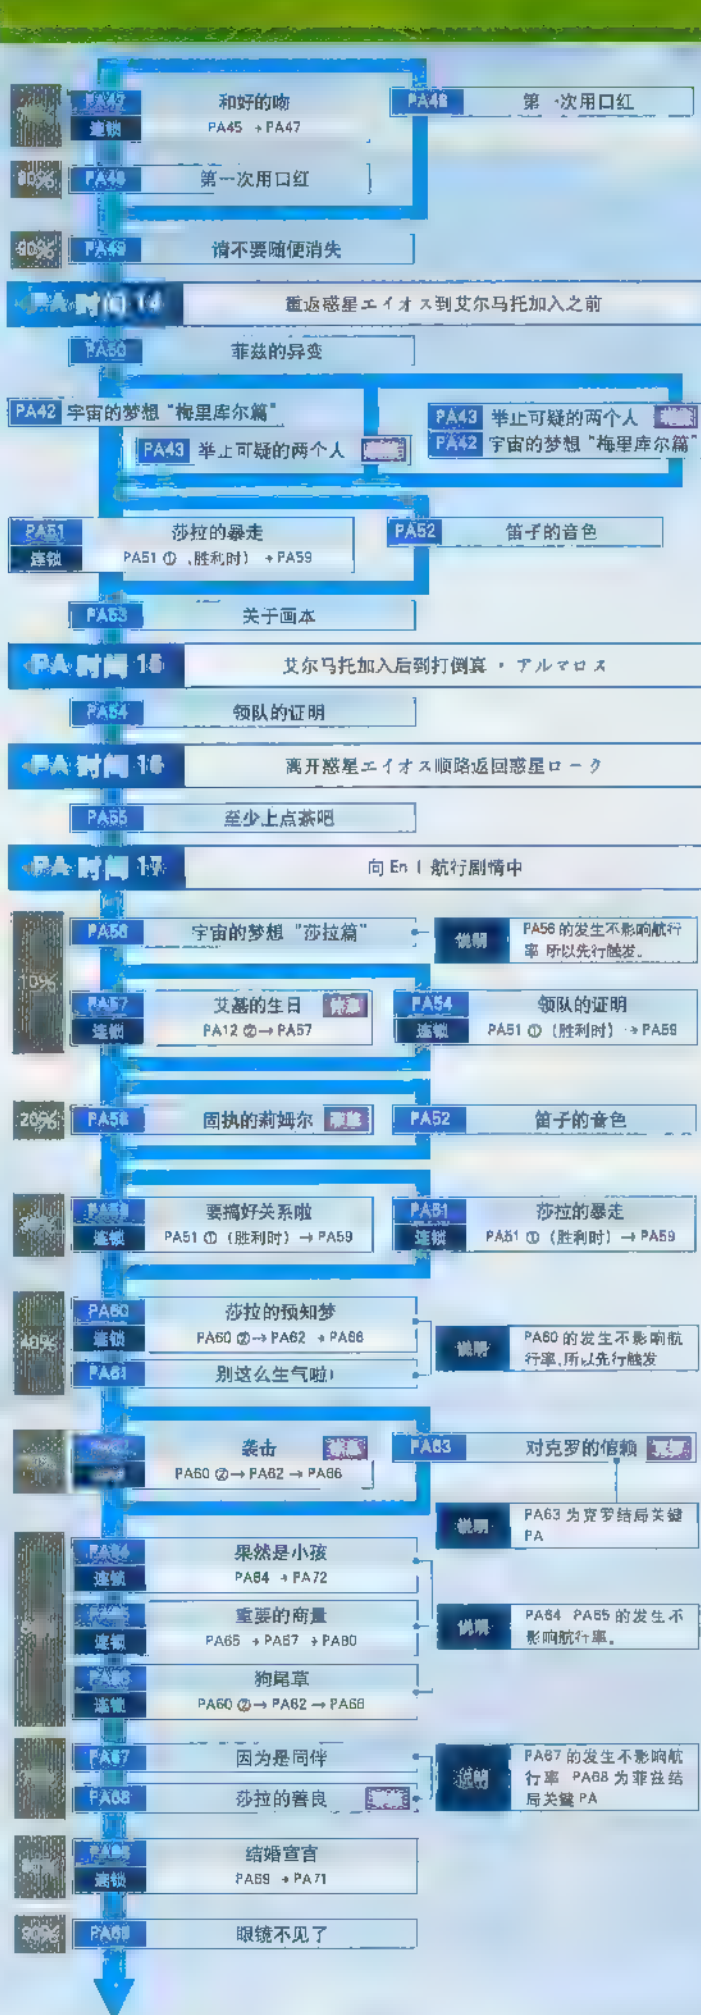 PA47 和好的吻
连锁 PA45 → PA47
PA48 第一次用口红
80% PA48 第一次用口红
90% PA49 请不要随便消失
PA 时间 14 重返惑星エイオス到艾尔马托加入之前
PA50 菲兹的异变
PA42 宇宙的梦想“梅里库尔篇”
PA43 举止可疑的两个人
PA43 举止可疑的两个人
PA42 宇宙的梦想“梅里库尔篇”
PA51 莎拉的暴走
连锁 PA51 ① (胜利时) → PA59
PA52 笛子的音色
PA53 关于画本
PA 时间 15 艾尔马托加入后到打倒真・アルマロス
PA54 领队的证明
PA 时间 16 离开惑星エイオス顺路返回惑星ローク
PA55 至少上点茶吧
PA 时间 17 向 En 航行剧情中
10%
PA56 宇宙的梦想“莎拉篇”
说明 PA56 的发生不影响航行
率 所以先行触发。
PA57 艾基的生日
连锁 PA12 ② → PA57
PA54 领队的证明
连锁 PA51 ① (胜利时) → PA59
20% PA58 固执的莉姆尔
PA52 笛子的音色
要搞好关系啦
连锁 PA51 ① (胜利时) → PA59
PA51 莎拉的暴走
连锁 PA51 ① (胜利时) → PA59
40%
PA60 莎拉的预知梦
连锁 PA60 ② → PA62 → PA66
PA61 别这么生气啦!
说明 PA60 的发生不影响航
行率,所以先行触发
袭击
PA60 ② → PA62 → PA66
PA63 对克罗的信赖
说明 PA63 为克罗结局关键
PA
PA64 果然是小孩
连锁 PA64 → PA72
重要的商量
连锁 PA65 → PA67 → PA80
狗尾草
连锁 PA60 ② → PA62 → PA66
说明 PA64 PA65 的发生不
影响航行率。
PA67 因为是同伴
PA68 莎拉的善良
说明 PA67 的发生不影响航
行率 PA68 为菲兹结
局关键 PA
结婚宣言
连锁 PA69 → PA71
90% PA69 眼镜不见了